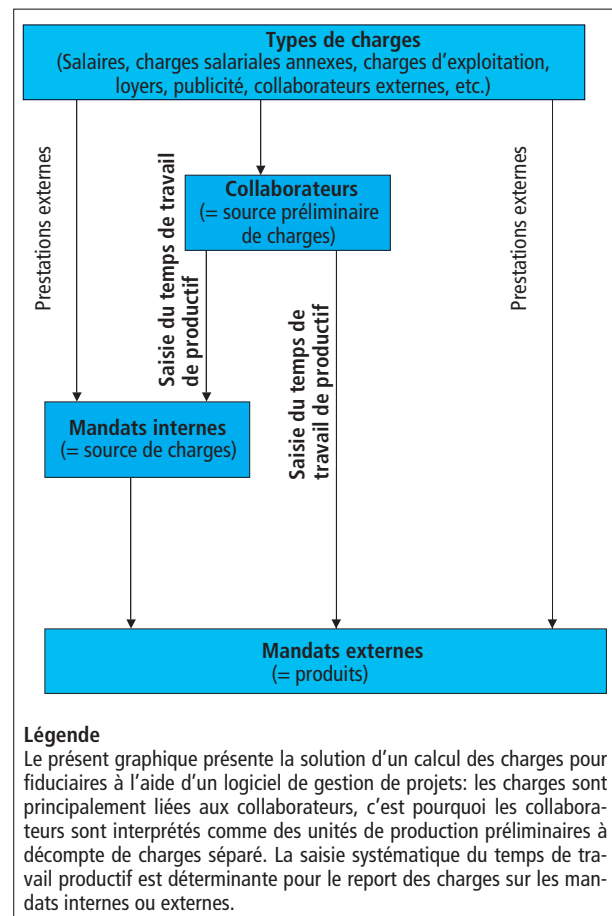 Types de charges
(Salaires, charges salariales annexes, charges d'exploitation,
loyers, publicité, collaborateurs externes, etc.)
Prestations externes
Collaborateurs
(= source préliminaire
de charges)
Saisie du temps de travail
de productif
Saisie du temps de
travail de productif
Prestations externes
Mandats internes
(= source de charges)
Mandats externes
(= produits)
Légende
Le présent graphique présente la solution d'un calcul des charges pour
fiduciaires à l'aide d'un logiciel de gestion de projets: les charges sont
principalement liées aux collaborateurs, c'est pourquoi les collabora-
teurs sont interprétés comme des unités de production préliminaires à
décompte de charges séparé. La saisie systématique du temps de tra-
vail productif est déterminante pour le report des charges sur les man-
dats internes ou externes.